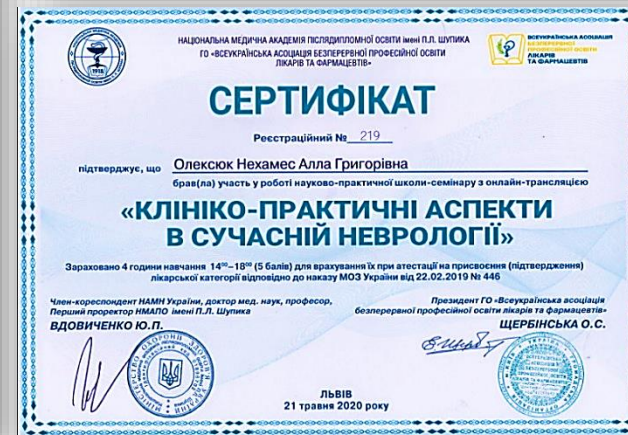 НАЦІОНАЛЬНА МЕДИЧНА АКАДЕМІЯ ПІСЛЯДИПЛОМНОЇ ОСВІТИ імені П.Л. ШУПИКА
ГО «ВСЕУКРАЇНСЬКА АСОЦІАЦІЯ БЕЗПЕРЕРВНОЇ ПРОФЕСІЙНОЇ ОСВІТИ
ЛІКАРІВ ТА ФАРМАЦЕВТІВ»
ВСЕУКРАЇНСЬКА АСОЦІАЦІЯ
БЕЗПЕРЕРВНОЇ
ПРОФЕСІЙНОЇ ОСВІТИ
ЛІКАРІВ
ТА ФАРМАЦЕВТІВ
1918
СЕРТИФІКАТ
Реєстраційний № 219
підтверджує, що Олексюк Нехамес Алла Григорівна
брав(ла) участь у роботі науково-практичної школи-семінару з онлайн-трансляцією
«КЛІНІКО-ПРАКТИЧНІ АСПЕКТИ
В СУЧАСНІЙ НЕВРОЛОГІЇ»
Зараховано 4 години навчання 14⁰⁰–18⁰⁰ (5 балів) для врахування їх при атестації на присвоєння (підтвердження)
лікарської категорії відповідно до наказу МОЗ України від 22.02.2019 № 446
Член-кореспондент НАМН України, доктор мед. наук, професор,
Перший проректор НМАПО імені П.Л. Шупика
ВДОВИЧЕНКО Ю.П.
Президент ГО «Всеукраїнська асоціація
безперервної професійної освіти лікарів та фармацевтів»
ЩЕРБІНСЬКА О.С.
ЛЬВІВ
21 травня 2020 року